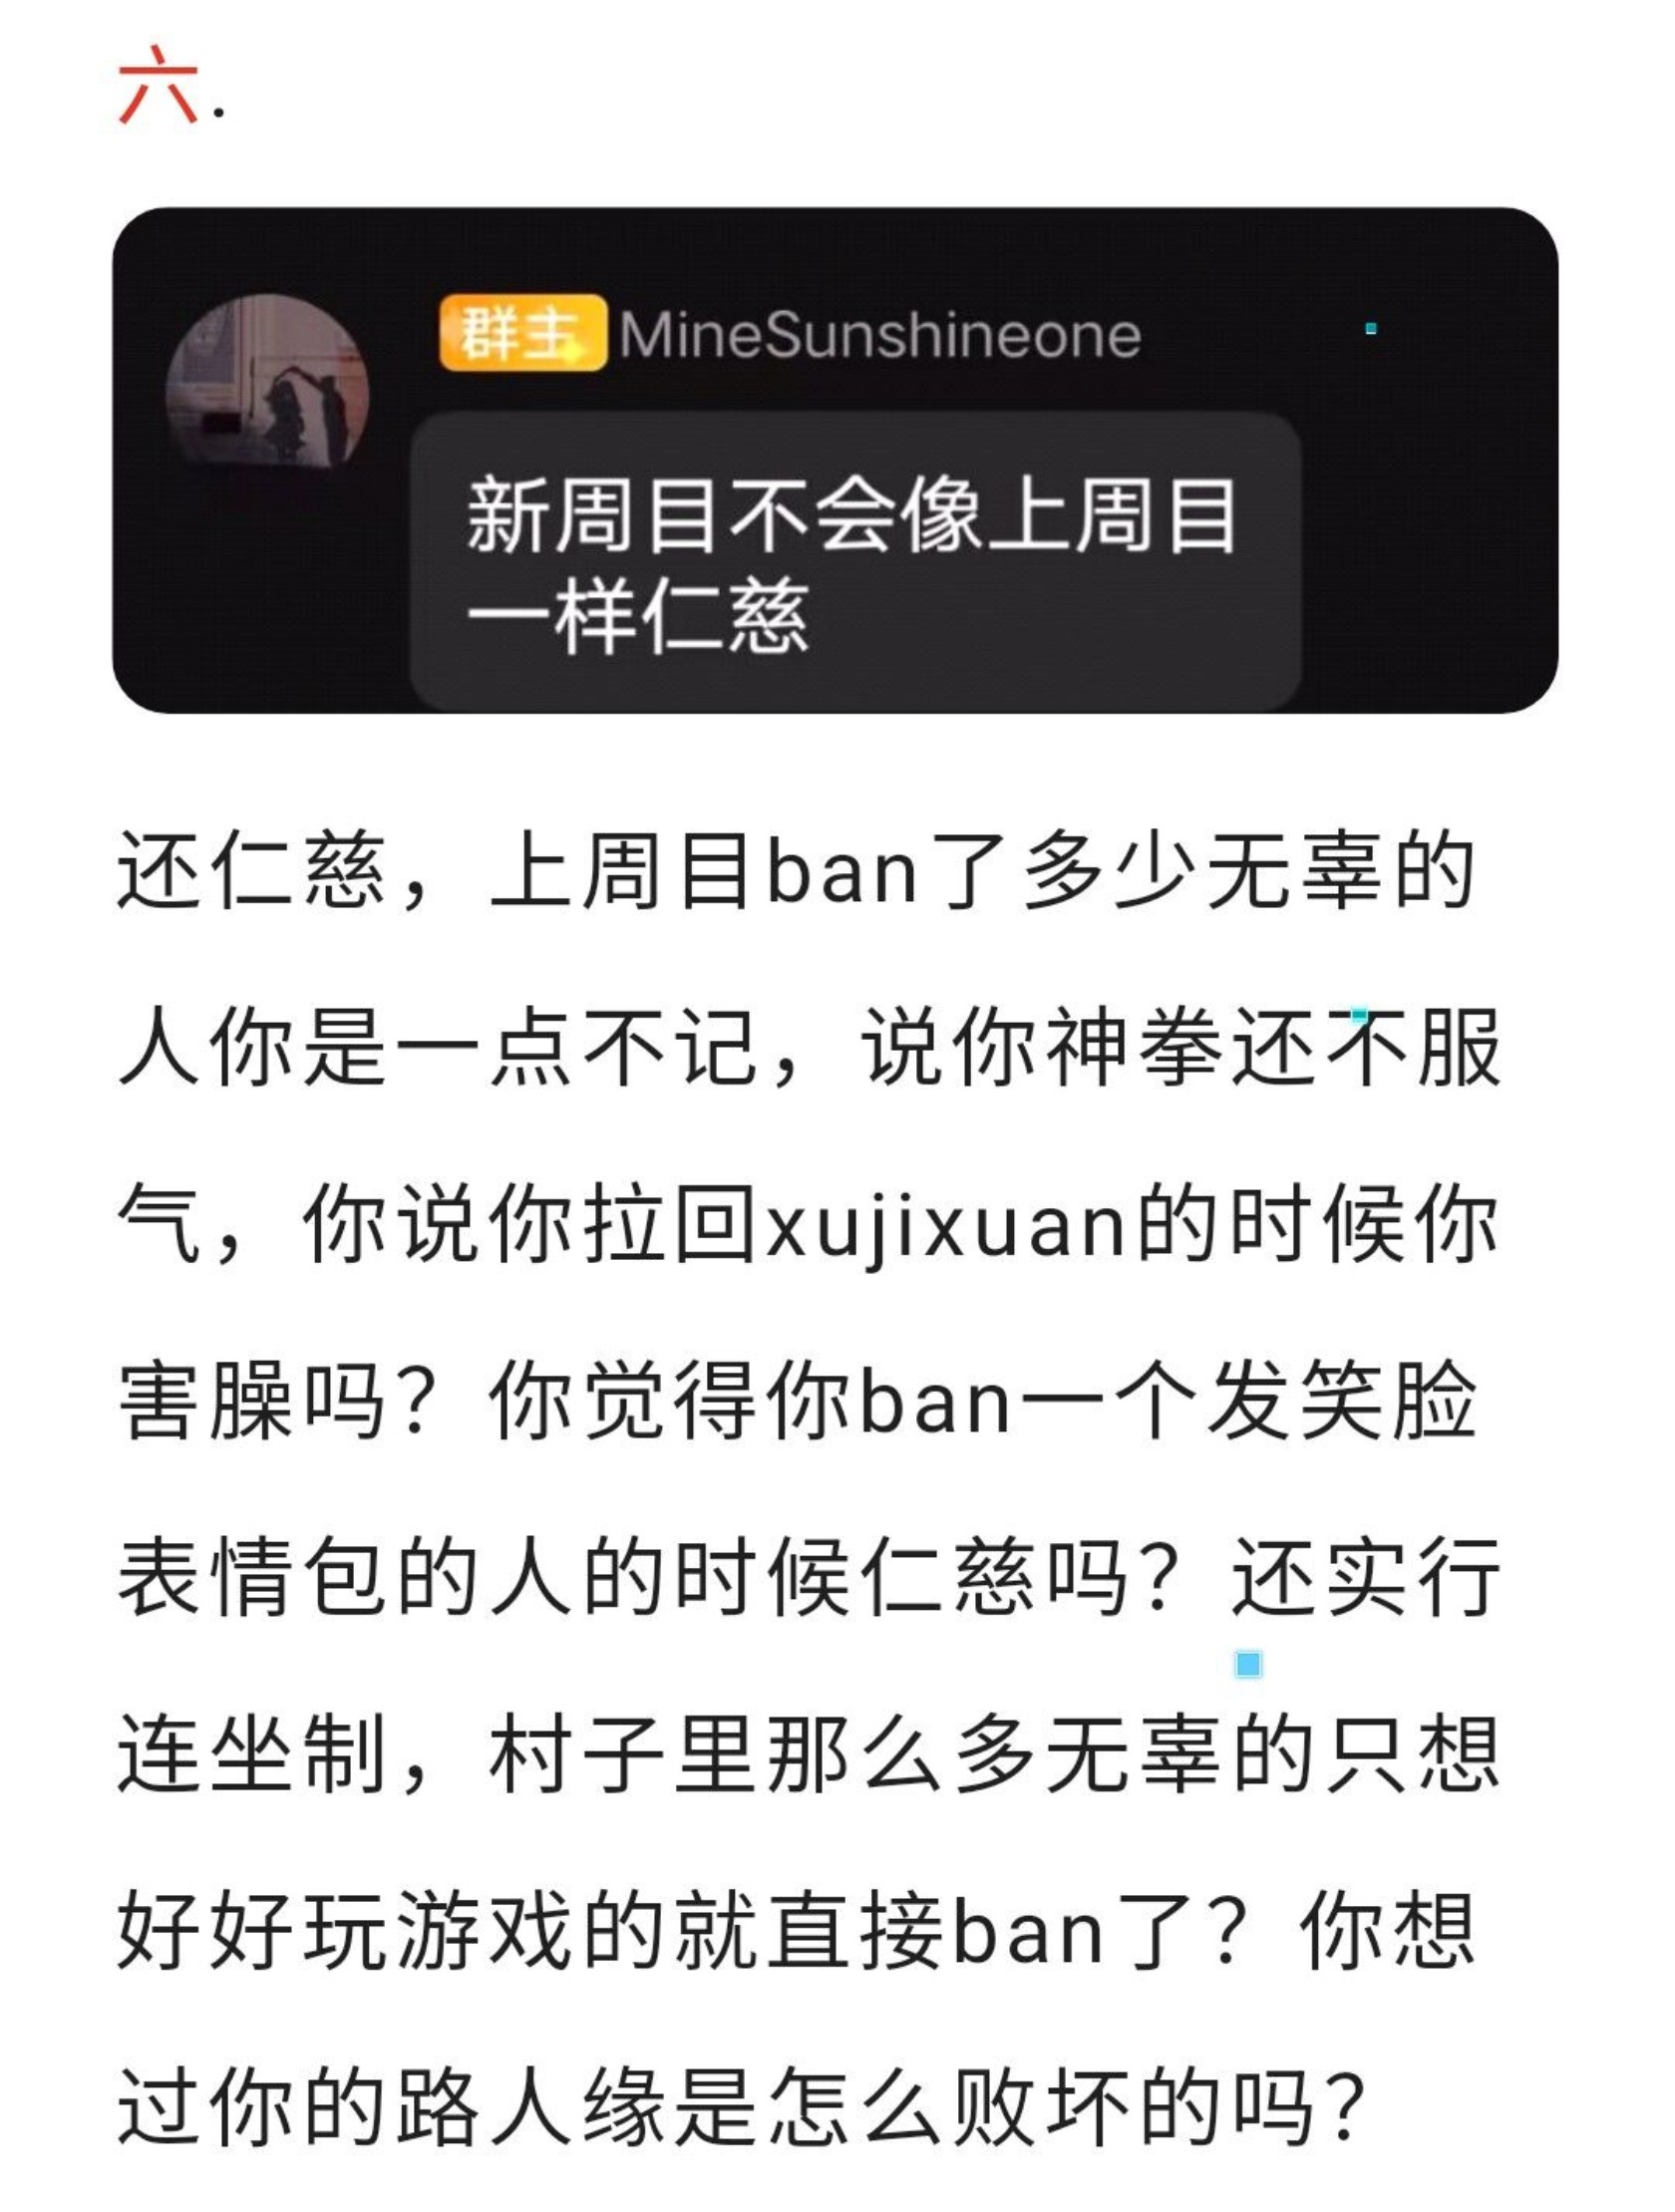 六.
群主 MineSunshineone
新周目不会像上周目
一样仁慈
还仁慈，上周目ban了多少无辜的
人你是一点不记，说你神拳还不服
气，你说你拉回xujixuan的时候你
害臊吗？你觉得你ban一个发笑脸
表情包的人的时候仁慈吗？还实行
连坐制，村子里那么多无辜的只想
好好玩游戏的就直接ban了？你想
过你的路人缘是怎么败坏的吗？